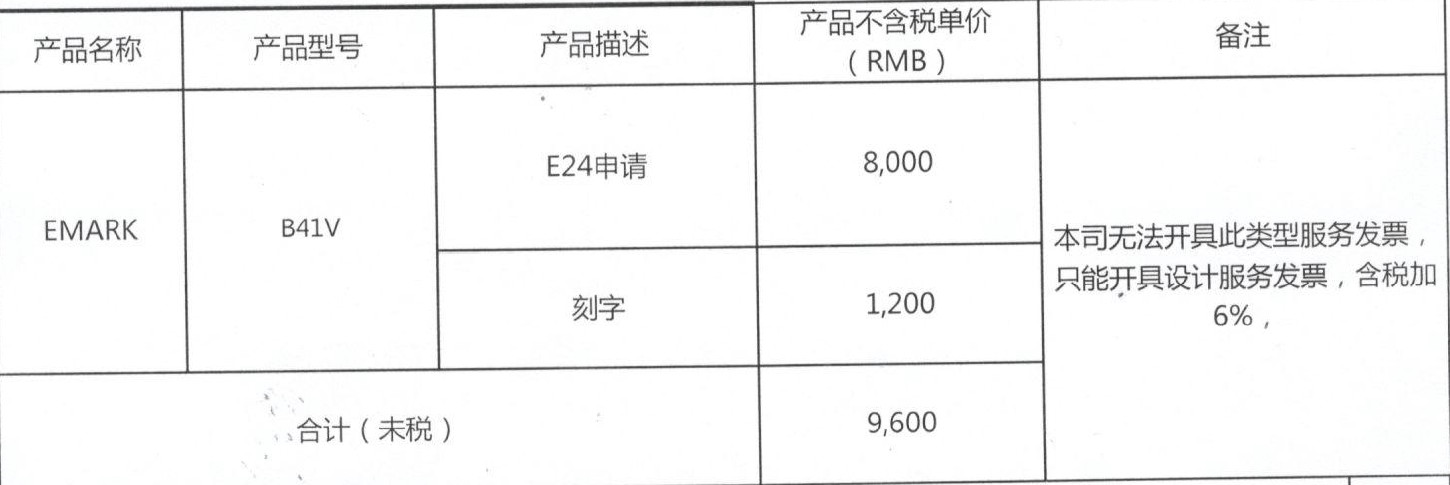 产品名称
产品型号
产品描述
产品不含税单价
（RMB）
备注
EMARK
B41V
E24申请
8,000
本司无法开具此类型服务发票，
只能开具设计服务发票，含税加
6%，
刻字
1,200
合计（未税）
9,600